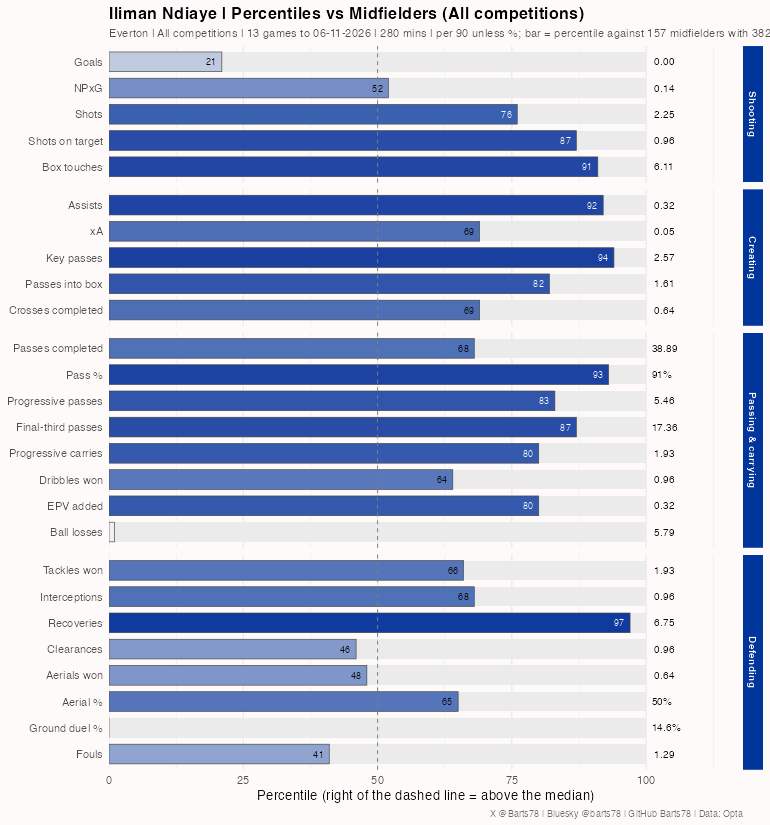 Iliman Ndiaye | Percentiles vs Midfielders (All competitions)
Everton | All competitions | 13 games to 06-11-2026 | 280 mins | per 90 unless %; bar = percentile against 157 midfielders with 382
Goals 21 0.00
NPxG 52 0.14
Shots 76 2.25
Shots on target 87 0.96
Box touches 91 6.11
Shooting
Assists 92 0.32
xA 69 0.05
Key passes 94 2.57
Passes into box 82 1.61
Crosses completed 69 0.64
Creating
Passes completed 68 38.89
Pass % 93 91%
Progressive passes 83 5.46
Final-third passes 87 17.36
Progressive carries 80 1.93
Dribbles won 64 0.96
EPV added 80 0.32
Ball losses 5.79
Passing & carrying
Tackles won 66 1.93
Interceptions 68 0.96
Recoveries 97 6.75
Clearances 46 0.96
Aerials won 48 0.64
Aerial % 65 50%
Ground duel % 14.6%
Fouls 41 1.29
Defending
0 25 50 75 100
Percentile (right of the dashed line = above the median)
X @Barts78 | Bluesky @barts78 | GitHub Barts78 | Data: Opta